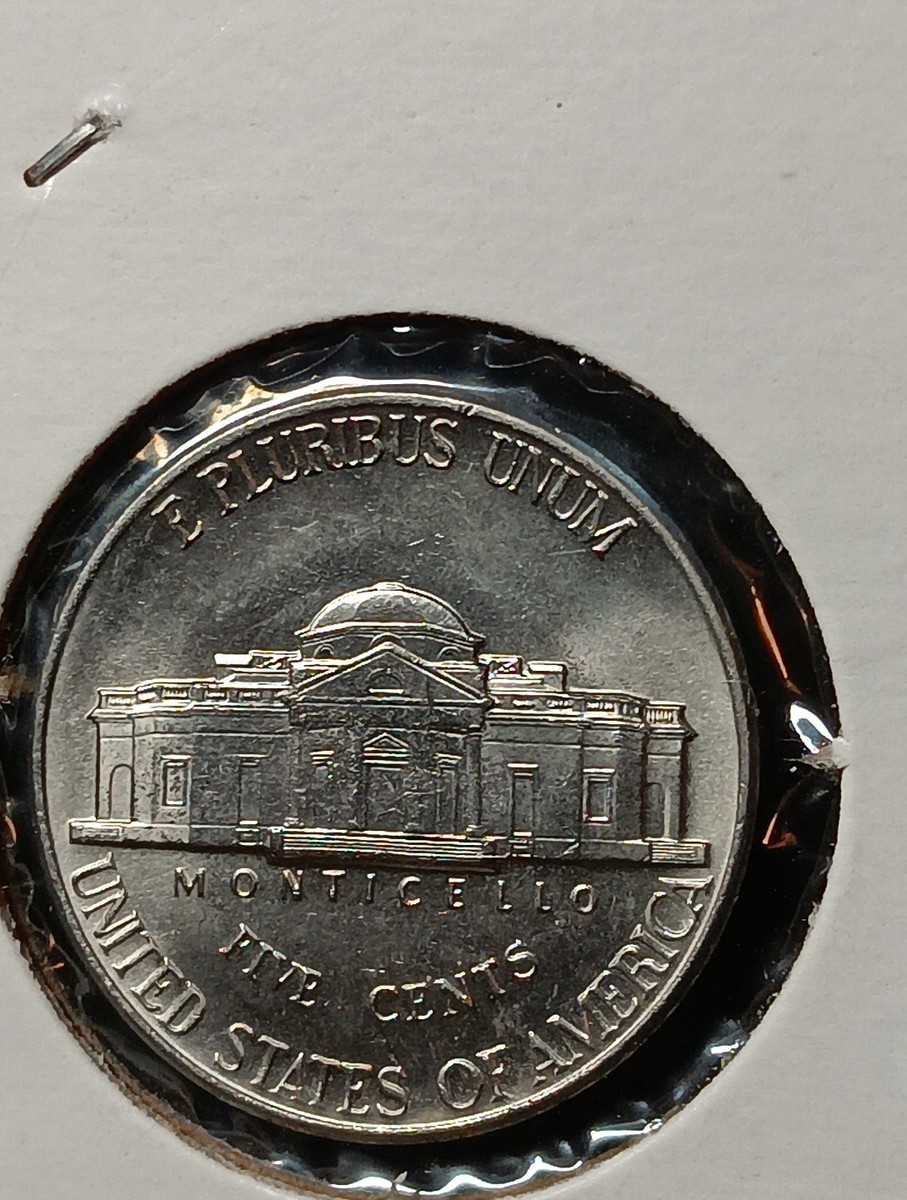 E PLURIBUS UNUM
MONTICELLO
FIVE CENTS
UNITED STATES OF AMERICA